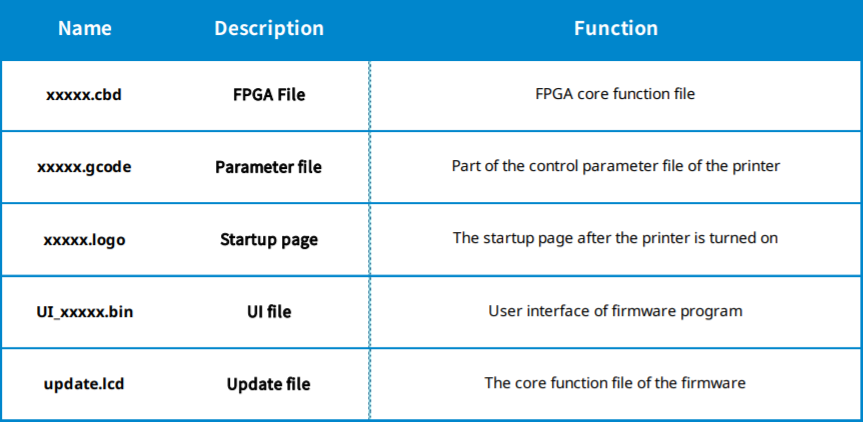 Name Description Function
xxxxx.cbd FPGA File FPGA core function file
xxxxx.gcode Parameter file Part of the control parameter file of the printer
xxxxx.logo Startup page The startup page after the printer is turned on
UI_xxxxx.bin UI file User interface of firmware program
update.lcd Update file The core function file of the firmware